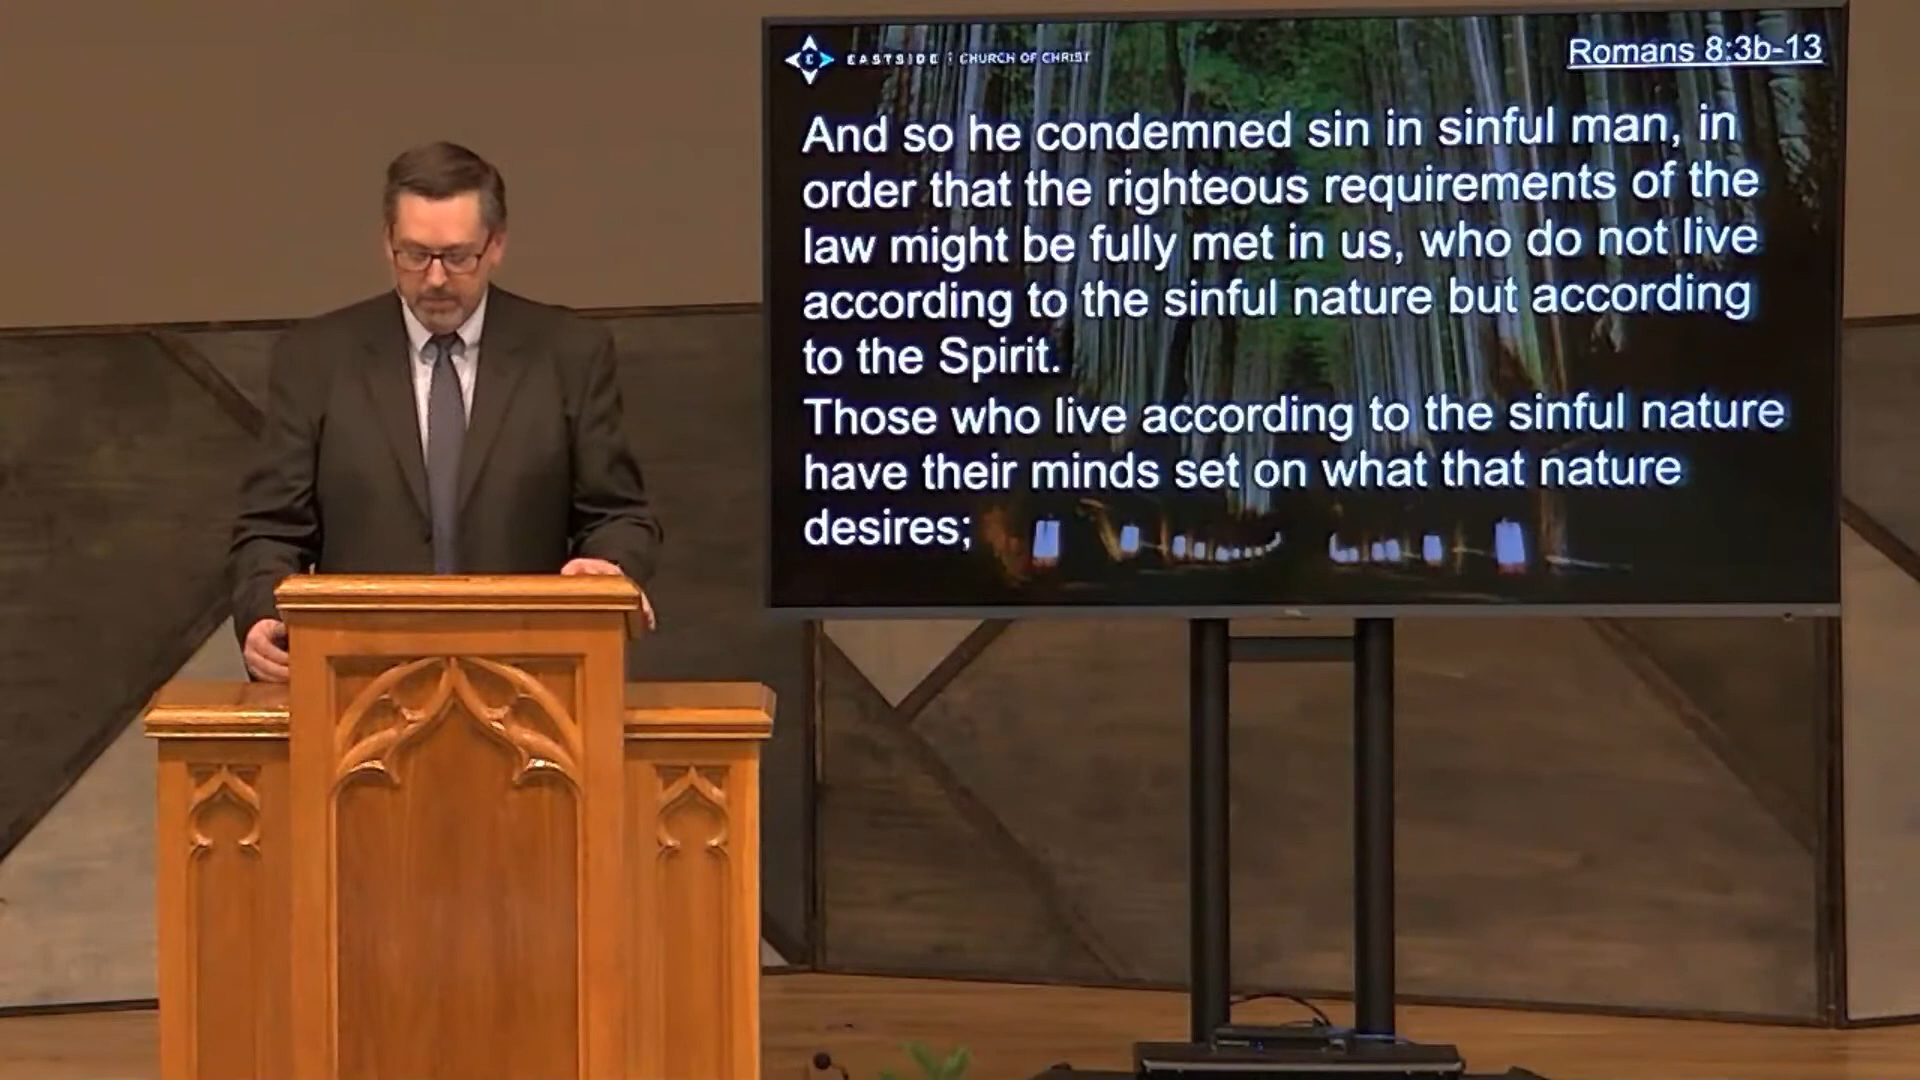 EASTSIDE | CHURCH OF CHRIST
Romans 8:3b-13
And so he condemned sin in sinful man, in
order that the righteous requirements of the
law might be fully met in us, who do not live
according to the sinful nature but according
to the Spirit.
Those who live according to the sinful nature
have their minds set on what that nature
desires;